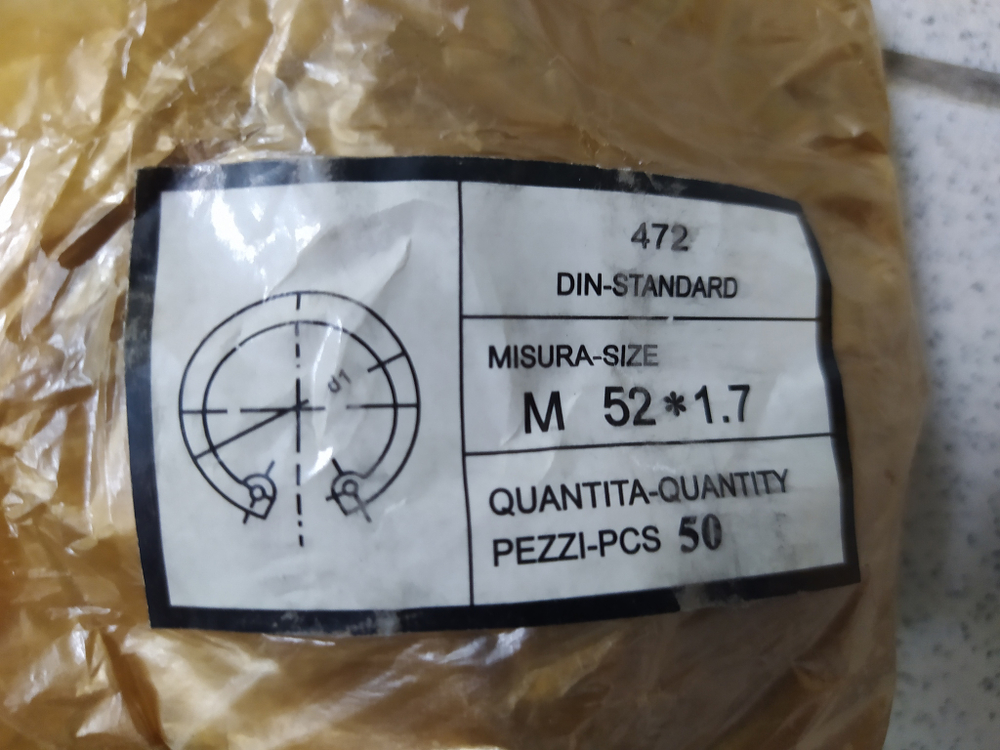 d1
472
DIN-STANDARD
MISURA-SIZE
M 52*1.7
QUANTITA-QUANTITY
PEZZI-PCS 50